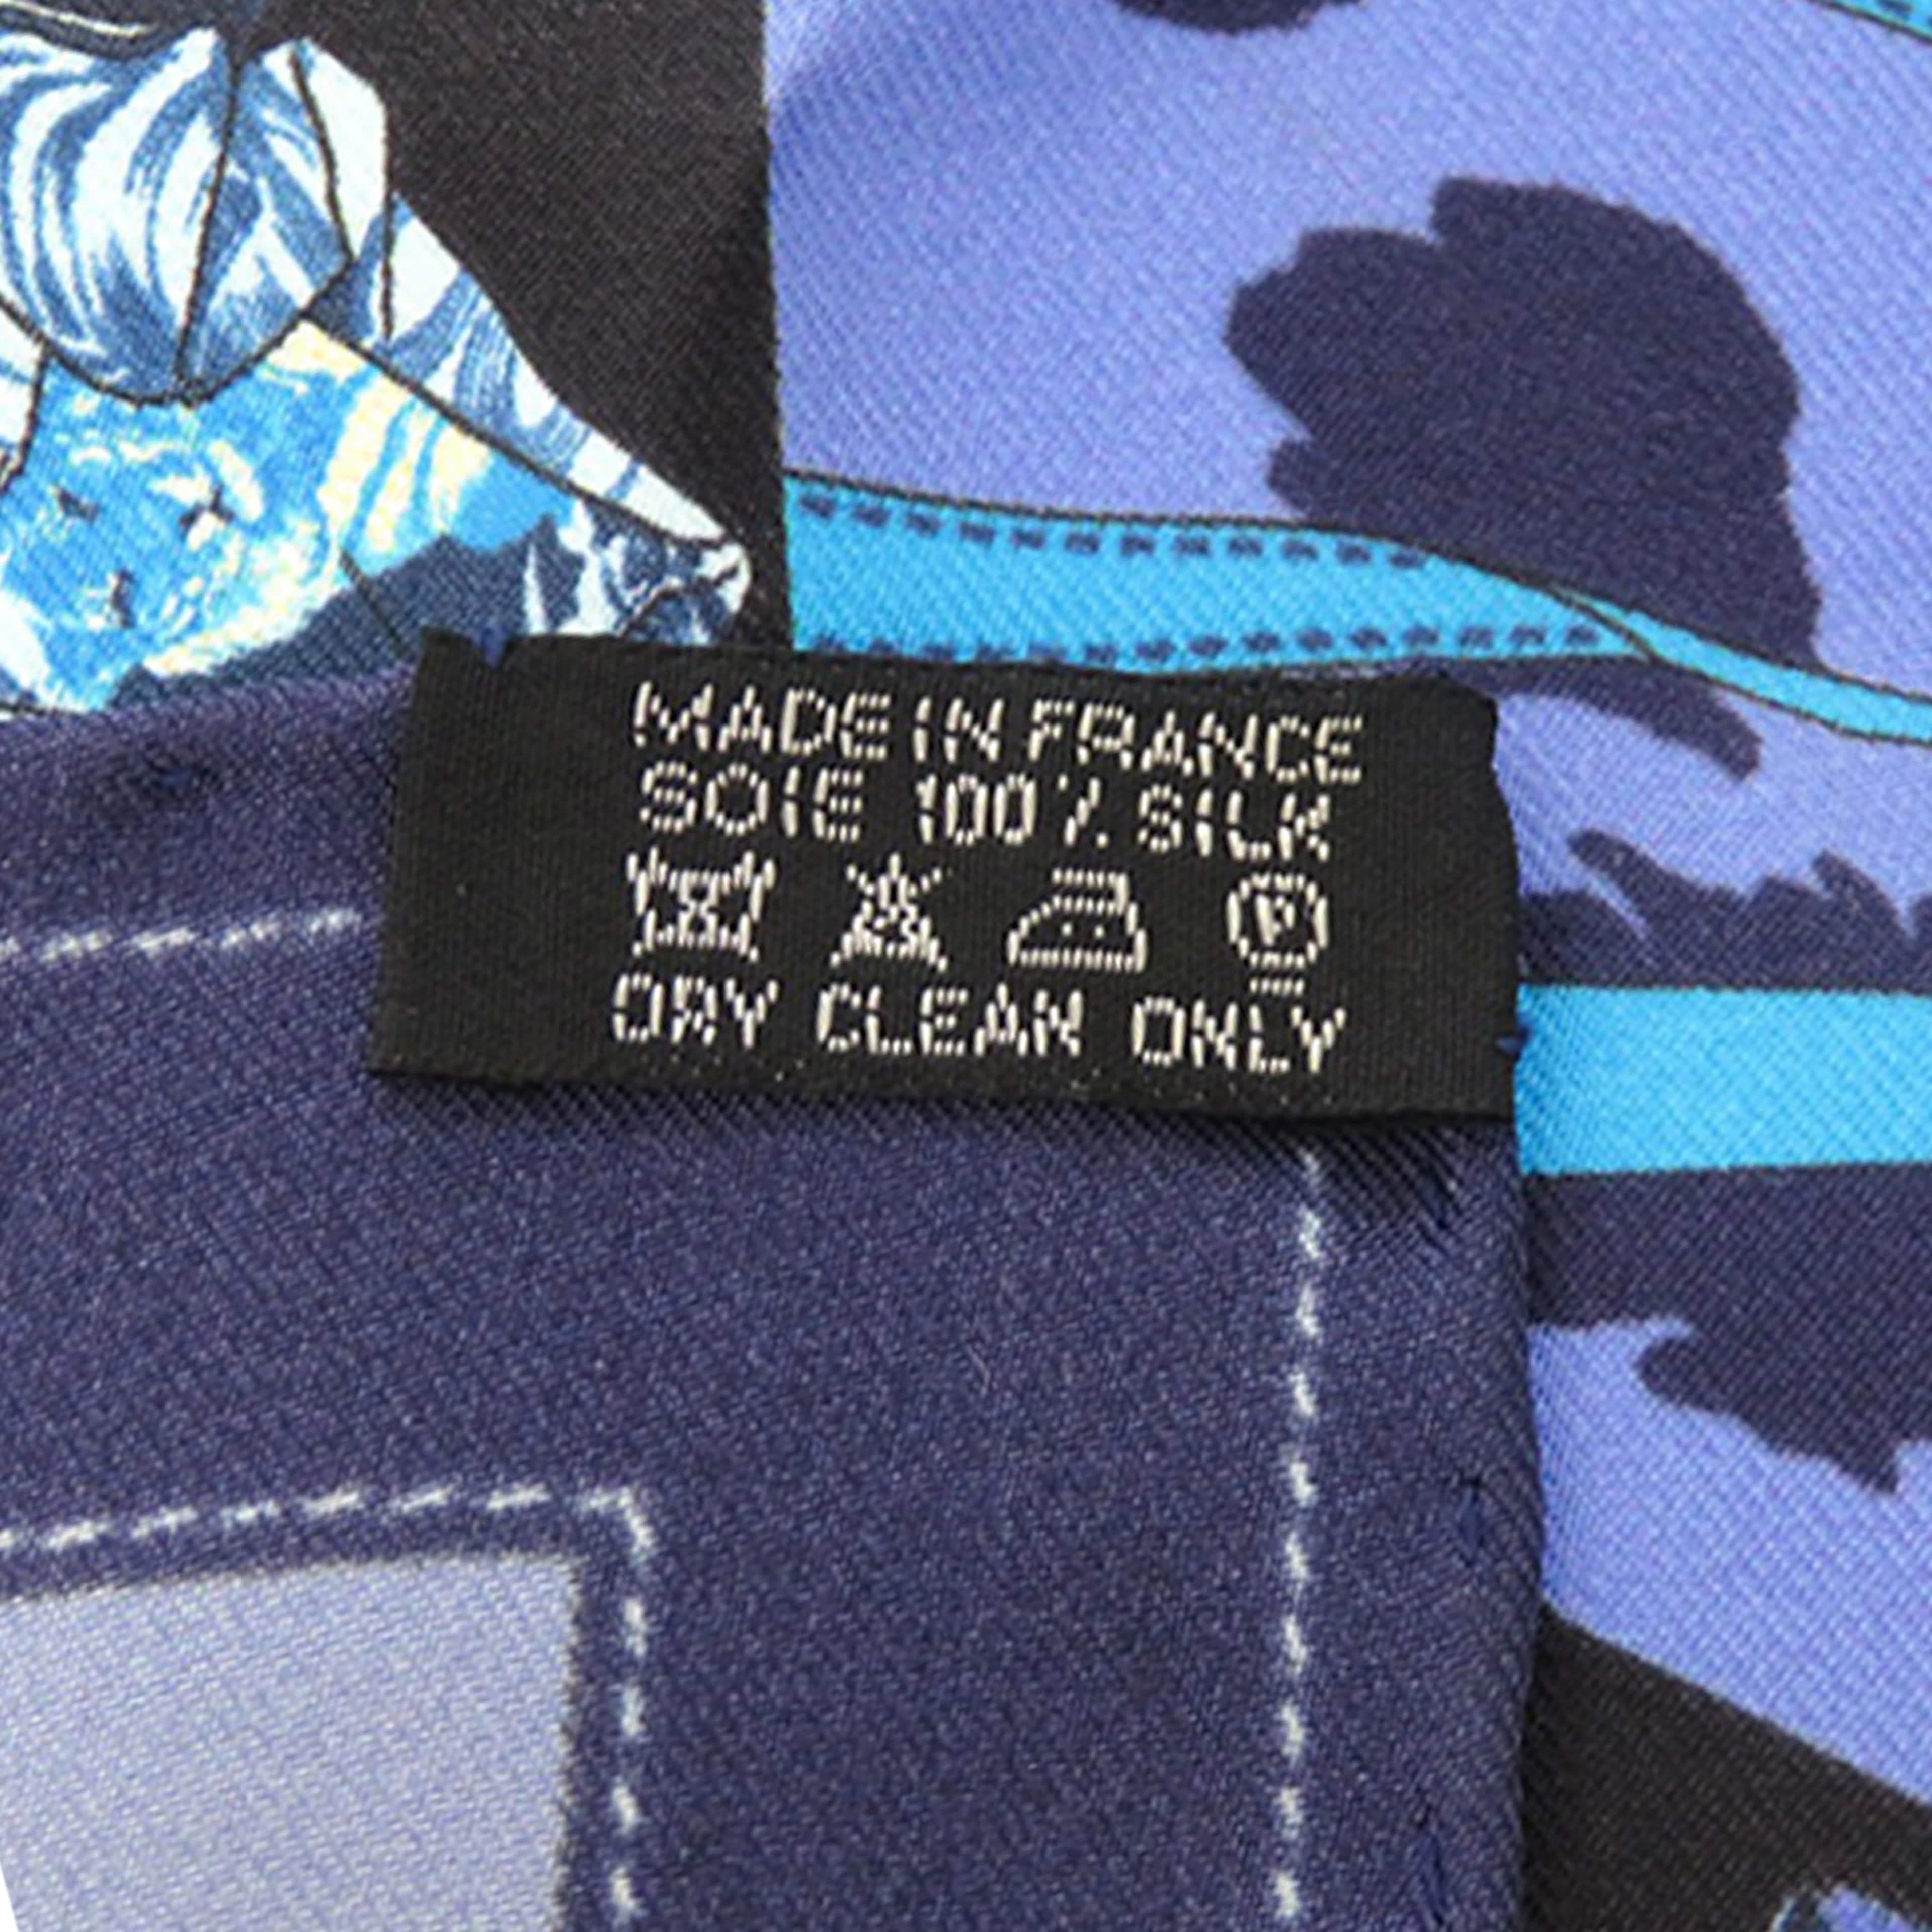 MADE IN FRANCE
SOIE 100% SILK
P
DRY CLEAN ONLY